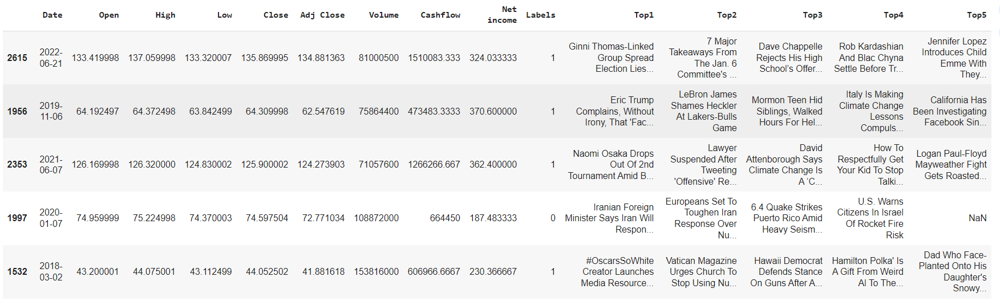 Date Open High Low Close Adj Close Volume Cashflow Net income Labels Top1 Top2 Top3 Top4 Top5
2615
2022-
06-21
133.419998 137.059998 133.320007 135.869995 134.881363 81000500 1510083.333 324.033333 1
Ginni Thomas-Linked
Group Spread
Election Lies...
7 Major
Takeaways From
The Jan. 6
Committee's ...
Dave Chappelle
Rejects His High
School’s Offer...
Rob Kardashian
And Blac Chyna
Settle Before Tr...
Jennifer Lopez
Introduces Child
Emme With
They...
1956
2019-
11-06
64.192497 64.372498 63.842499 64.309998 62.547619 75864400 473483.3333 370.600000 1
Eric Trump
Complains, Without
Irony, That 'Fac...
LeBron James
Shames Heckler
At Lakers-Bulls
Game
Mormon Teen Hid
Siblings, Walked
Hours For Hel...
Italy Is Making
Climate Change
Lessons
Compuls...
California Has
Been Investigating
Facebook Sin...
2353
2021-
06-07
126.169998 126.320000 124.830002 125.900002 124.273903 71057600 1266266.667 362.400000 1
Naomi Osaka Drops
Out Of 2nd
Tournament Amid B...
Lawyer
Suspended After
Tweeting
'Offensive' Re...
David
Attenborough Says
Climate Change Is
A ‘C...
How To
Respectfully Get
Your Kid To Stop
Talki...
Logan Paul-Floyd
Mayweather Fight
Gets Roasted...
1997
2020-
01-07
74.959999 75.224998 74.370003 74.597504 72.771034 108872000 664450 187.483333 0
Iranian Foreign
Minister Says Iran Will
Respon...
Europeans Set To
Toughen Iran
Response Over
Nu...
6.4 Quake Strikes
Puerto Rico Amid
Heavy Seism...
U.S. Warns
Citizens In Israel
Of Rocket Fire
Risk
NaN
1532
2018-
03-02
43.200001 44.075001 43.112499 44.052502 41.881618 153816000 606966.6667 230.366667 1
#OscarsSoWhite
Creator Launches
Media Resource...
Vatican Magazine
Urges Church To
Stop Using Nu...
Hawaii Democrat
Defends Stance
On Guns After A...
Hamilton Polka' Is
A Gift From Weird
Al To The...
Dad Who Face-
Planted Onto His
Daughter's
Snowy...